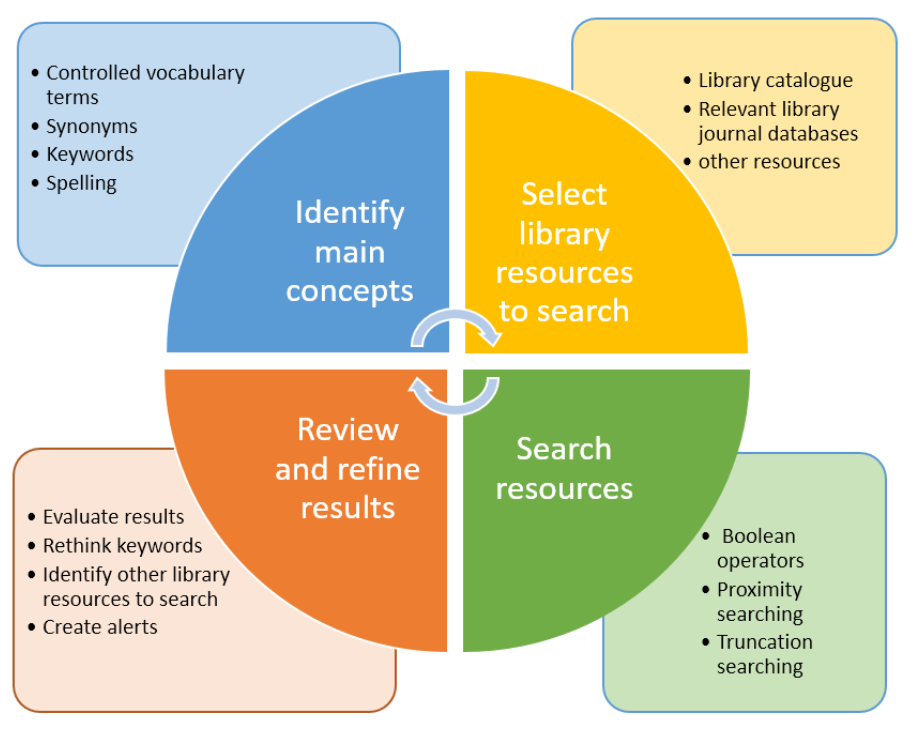 • Controlled vocabulary
terms
• Synonyms
• Keywords
• Spelling
Identify
main
concepts
• Library catalogue
• Relevant library
journal databases
• other resources
Select
library
resources
to search
Review
and refine
results
• Evaluate results
• Rethink keywords
• Identify other library
resources to search
• Create alerts
Search
resources
• Boolean
operators
• Proximity
searching
• Truncation
searching